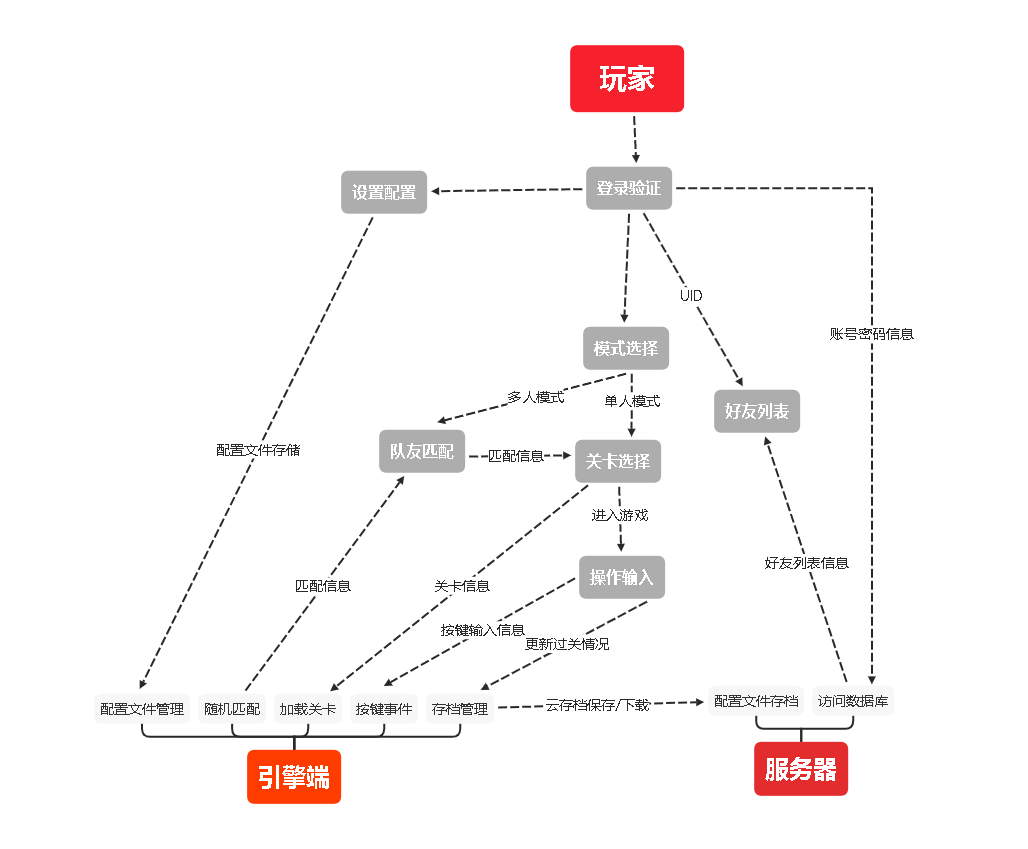 玩家
设置配置
登录验证
UID
账号密码信息
模式选择
多人模式
单人模式
好友列表
配置文件存储
队友匹配
匹配信息
关卡选择
进入游戏
好友列表信息
匹配信息
关卡信息
操作输入
按键输入信息
更新过关情况
配置文件管理
随机匹配
加载关卡
按键事件
存档管理
云存档保存/下载
配置文件存档
访问数据库
引擎端
服务器